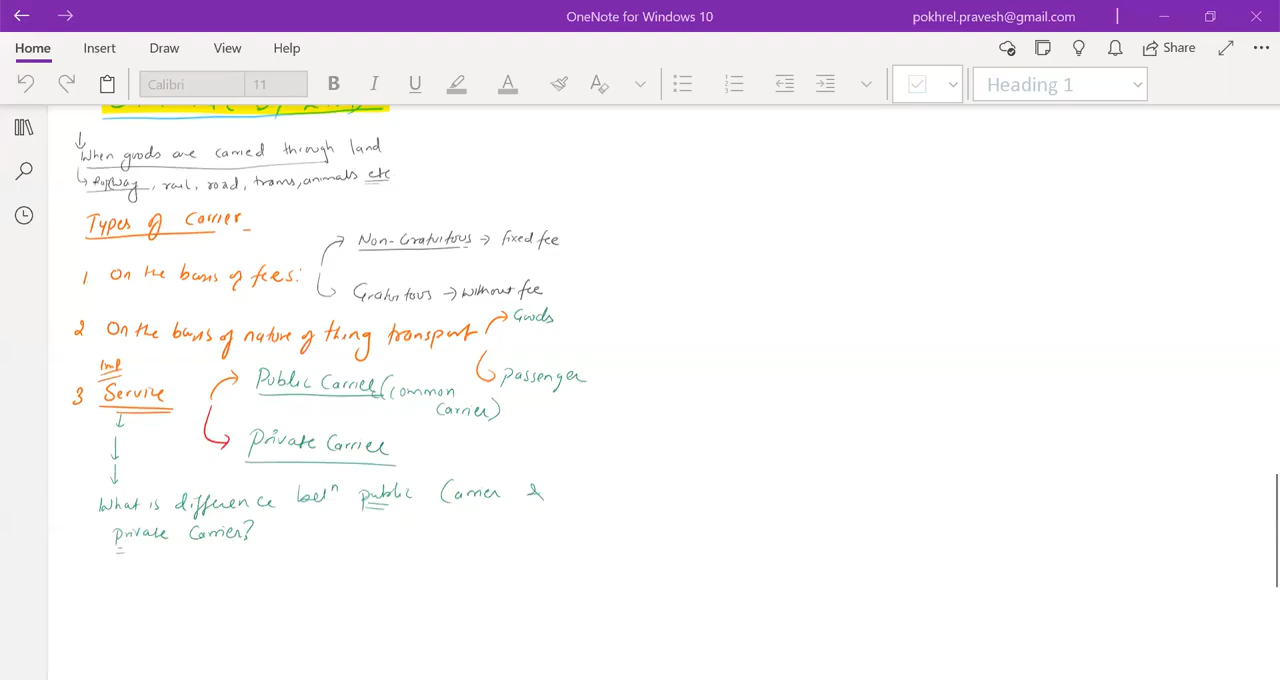 OneNote for Windows 10
pokhrel.pravesh@gmail.com
Home Insert Draw View Help
Share
Calibri 11 B I U A Heading 1
When goods are carried through land
, rail, road, trams, animals etc
Types of Carrier
1 On the basis of fees:
Non-Gratuitous → fixed fee
Gratuitous → without fee
2 On the basis of nature of thing transport
Goods
passenger
Imp
3 Service
Public Carrier (common
Carrier)
Private Carrier
What is difference betn public Carrier &
private Carrier?